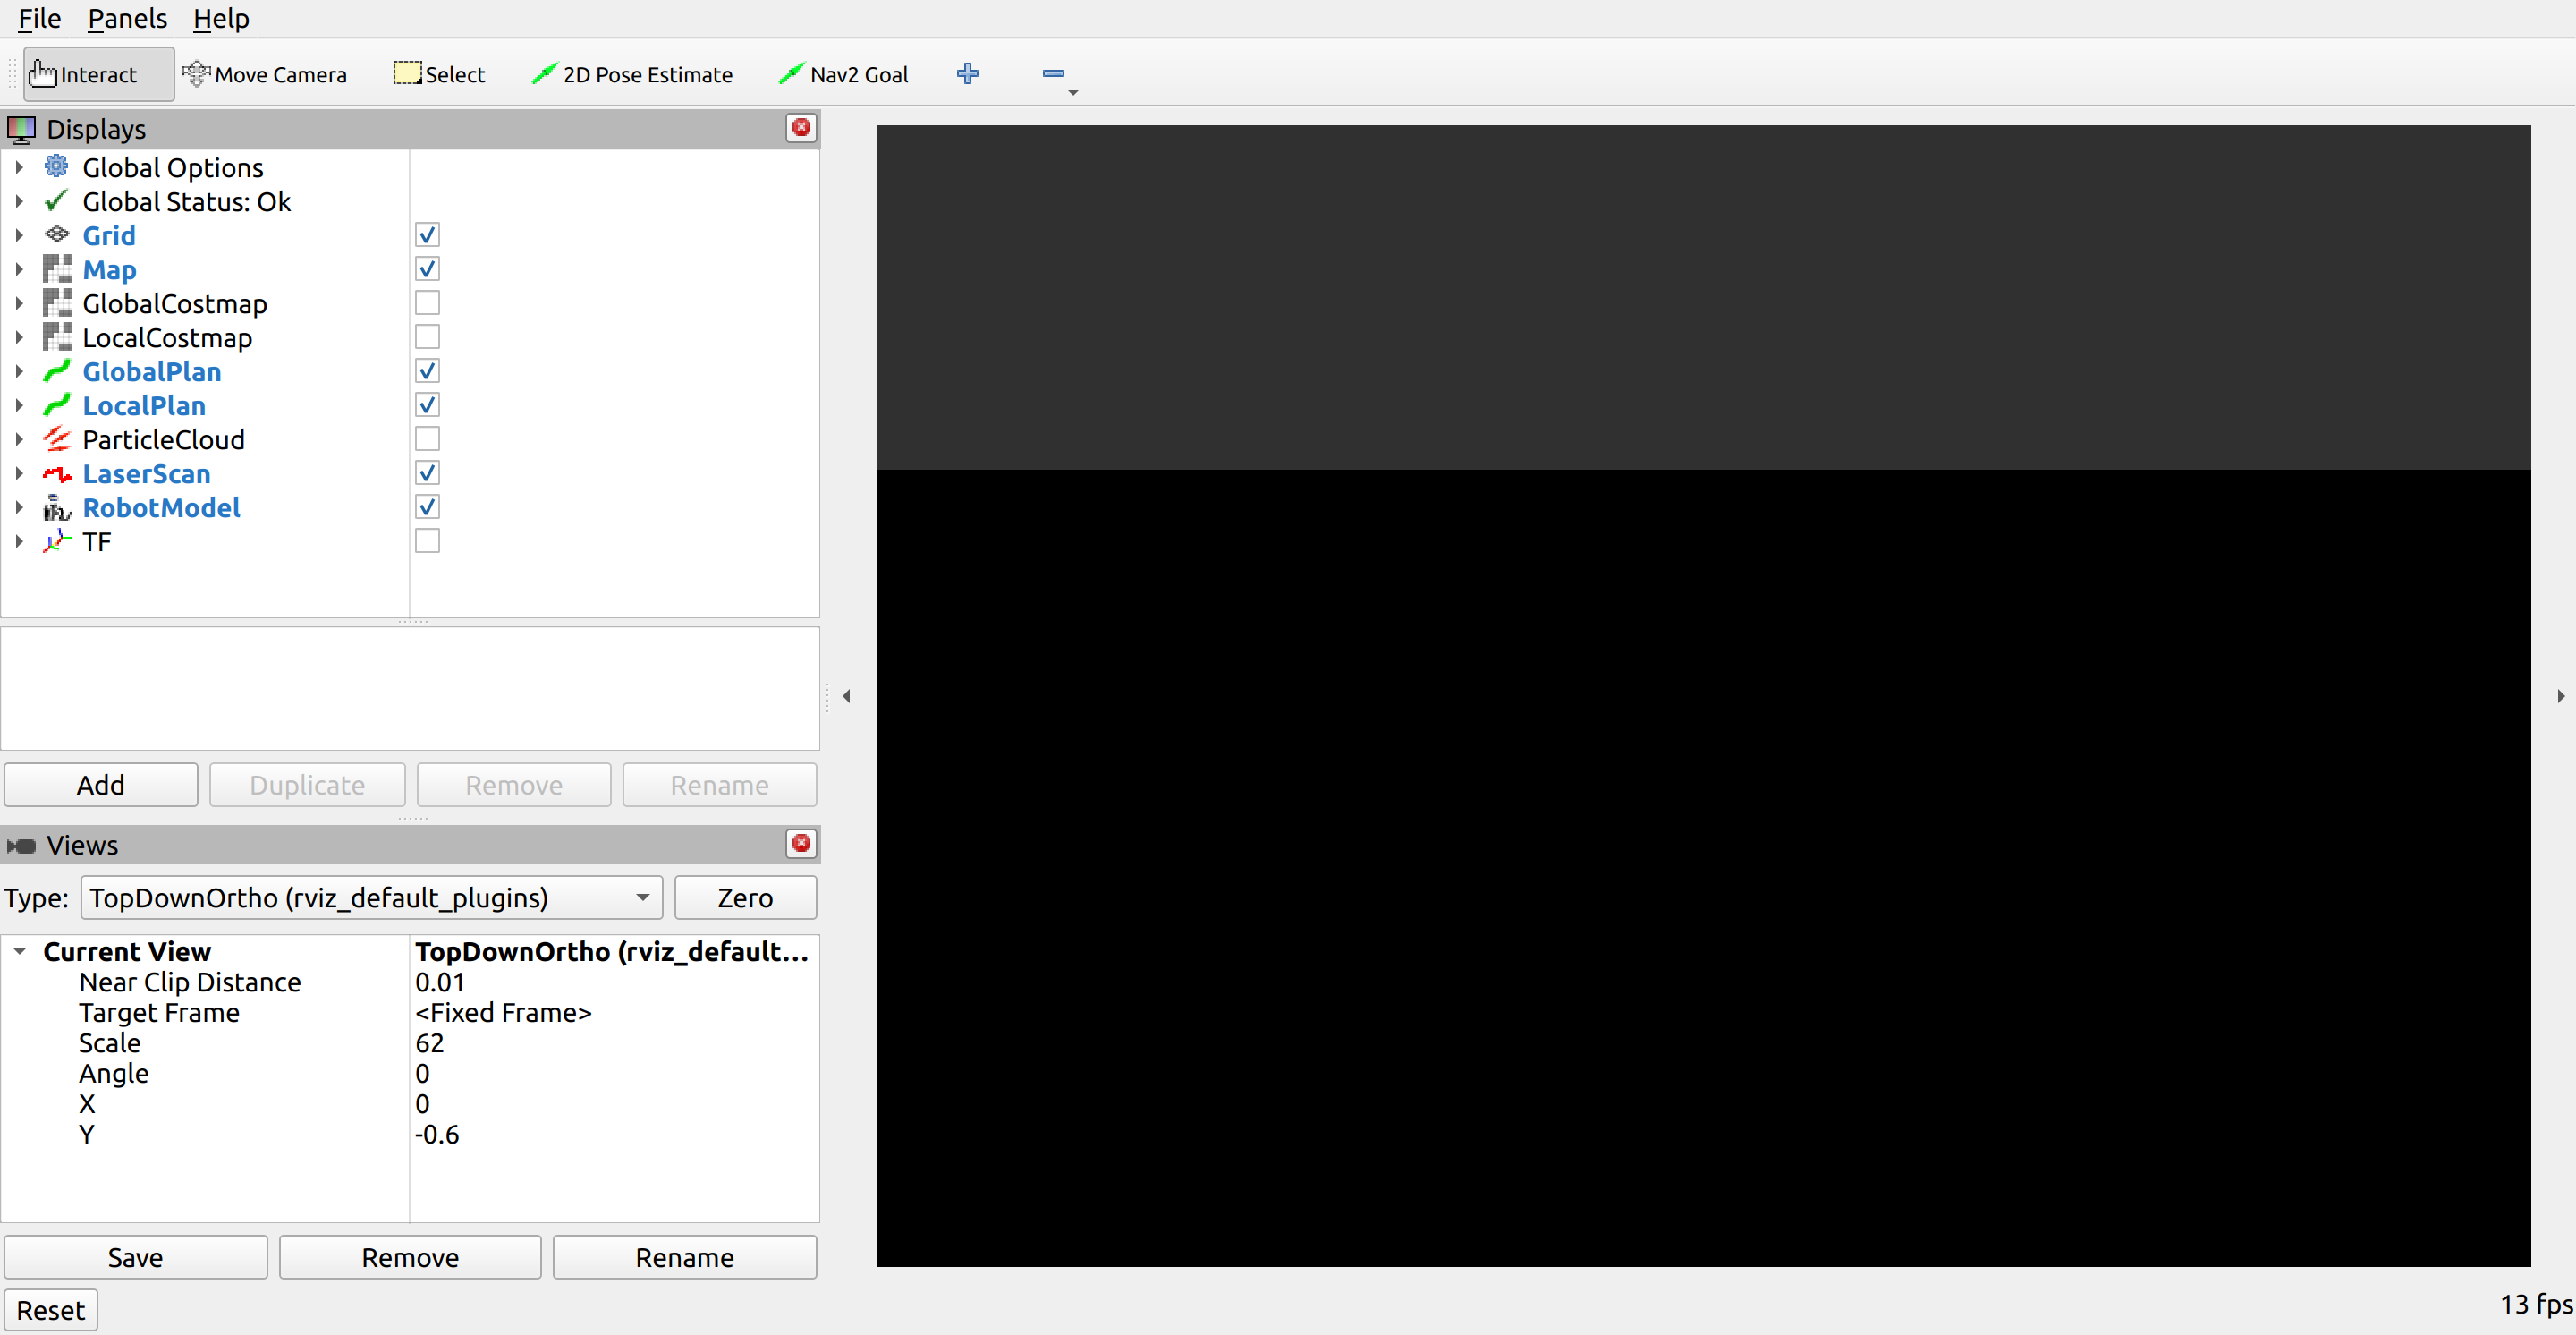 File Panels Help
Interact Move Camera Select 2D Pose Estimate Nav2 Goal
Displays
Global Options
Global Status: Ok
Grid
Map
GlobalCostmap
LocalCostmap
GlobalPlan
LocalPlan
ParticleCloud
LaserScan
RobotModel
TF
Add Duplicate Remove Rename
Views
Type: TopDownOrtho (rviz_default_plugins) Zero
Current View TopDownOrtho (rviz_default...
Near Clip Distance 0.01
Target Frame <Fixed Frame>
Scale 62
Angle 0
X 0
Y -0.6
Save Remove Rename
Reset
13 fps